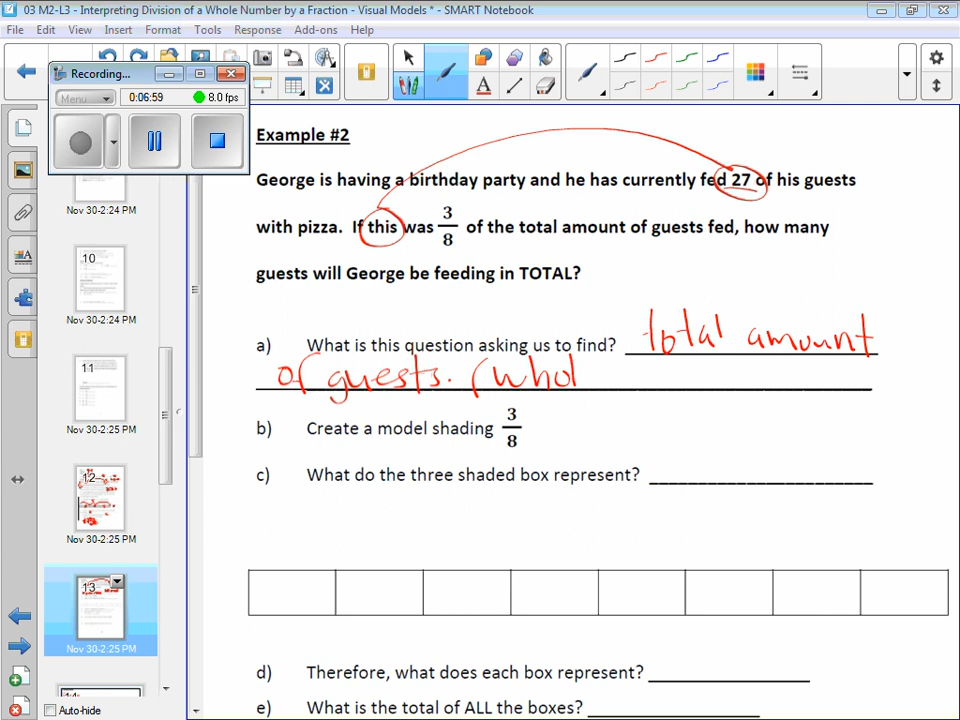 03 M2-L3 - Interpreting Division of a Whole Number by a Fraction - Visual Models * - SMART Notebook
File Edit View Insert Format Tools Response Add-ons Help
Recording...
Menu 0:06:59 8.0 fps
Nov 30-2:24 PM
10
Nov 30-2:24 PM
11
Nov 30-2:25 PM
12
Nov 30-2:25 PM
13
Nov 30-2:25 PM
14
Auto-hide
Example #2
George is having a birthday party and he has currently fed 27 of his guests
with pizza. If this was 3/8 of the total amount of guests fed, how many
guests will George be feeding in TOTAL?
a) What is this question asking us to find? total amount
of guests. (whol
b) Create a model shading 3/8
c) What do the three shaded box represent?
d) Therefore, what does each box represent?
e) What is the total of ALL the boxes?